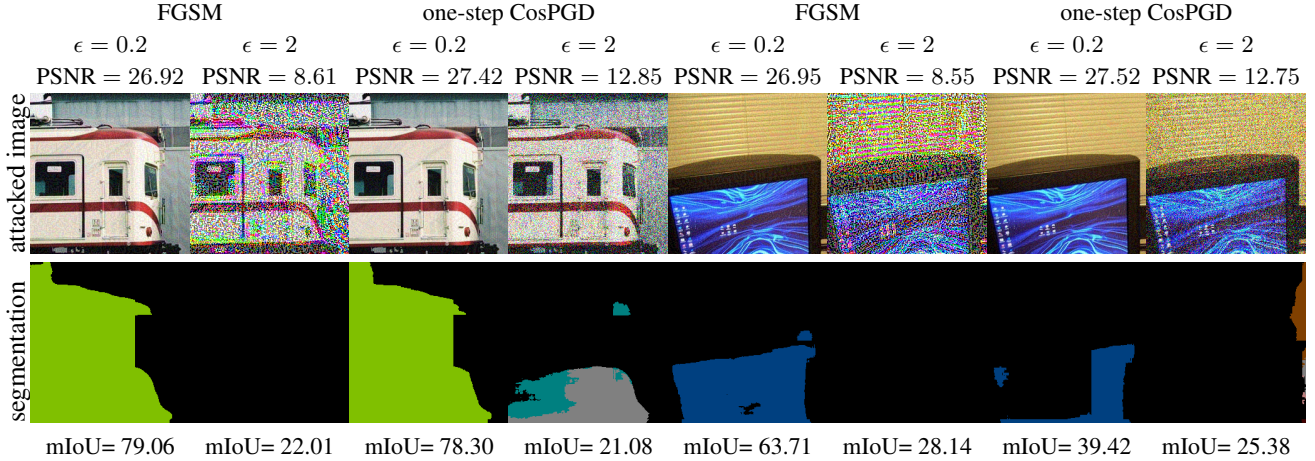 FGSM one-step CosPGD FGSM one-step CosPGD
ϵ = 0.2 ϵ = 2 ϵ = 0.2 ϵ = 2 ϵ = 0.2 ϵ = 2 ϵ = 0.2 ϵ = 2
PSNR = 26.92 PSNR = 8.61 PSNR = 27.42 PSNR = 12.85 PSNR = 26.95 PSNR = 8.55 PSNR = 27.52 PSNR = 12.75
attacked image
segmentation
mIoU= 79.06 mIoU= 22.01 mIoU= 78.30 mIoU= 21.08 mIoU= 63.71 mIoU= 28.14 mIoU= 39.42 mIoU= 25.38